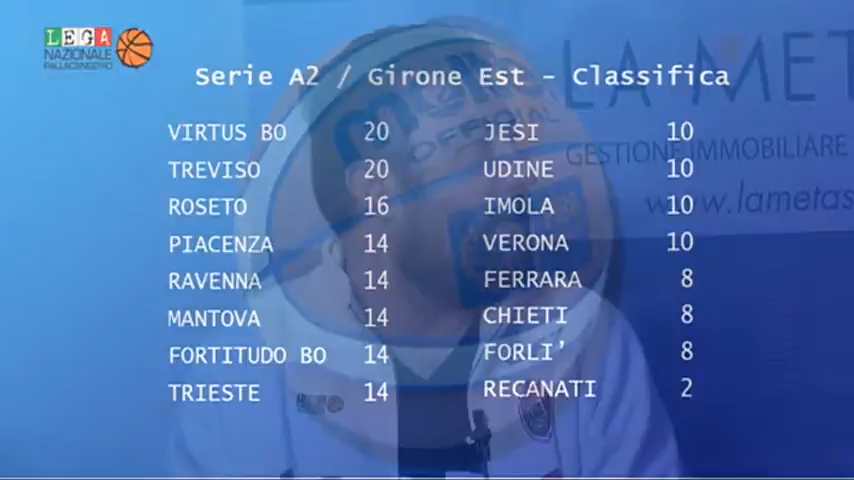 LEGA
NAZIONALE
PALLACANESTRO
Serie A2 / Girone Est - Classifica
VIRTUS BO 20
TREVISO 20
ROSETO 16
PIACENZA 14
RAVENNA 14
MANTOVA 14
FORTITUDO BO 14
TRIESTE 14
JESI 10
UDINE 10
IMOLA 10
VERONA 10
FERRARA 8
CHIETI 8
FORLI’ 8
RECANATI 2
LA MET
GESTIONE IMMOBILIARE
www.lametas
OFFICIAL